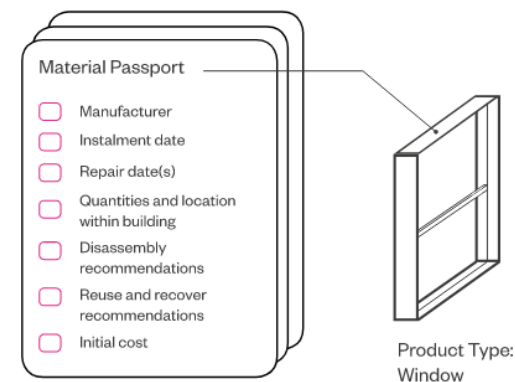 Material Passport
Manufacturer
Instalment date
Repair date(s)
Quantities and location
within building
Disassembly
recommendations
Reuse and recover
recommendations
Initial cost
Product Type:
Window